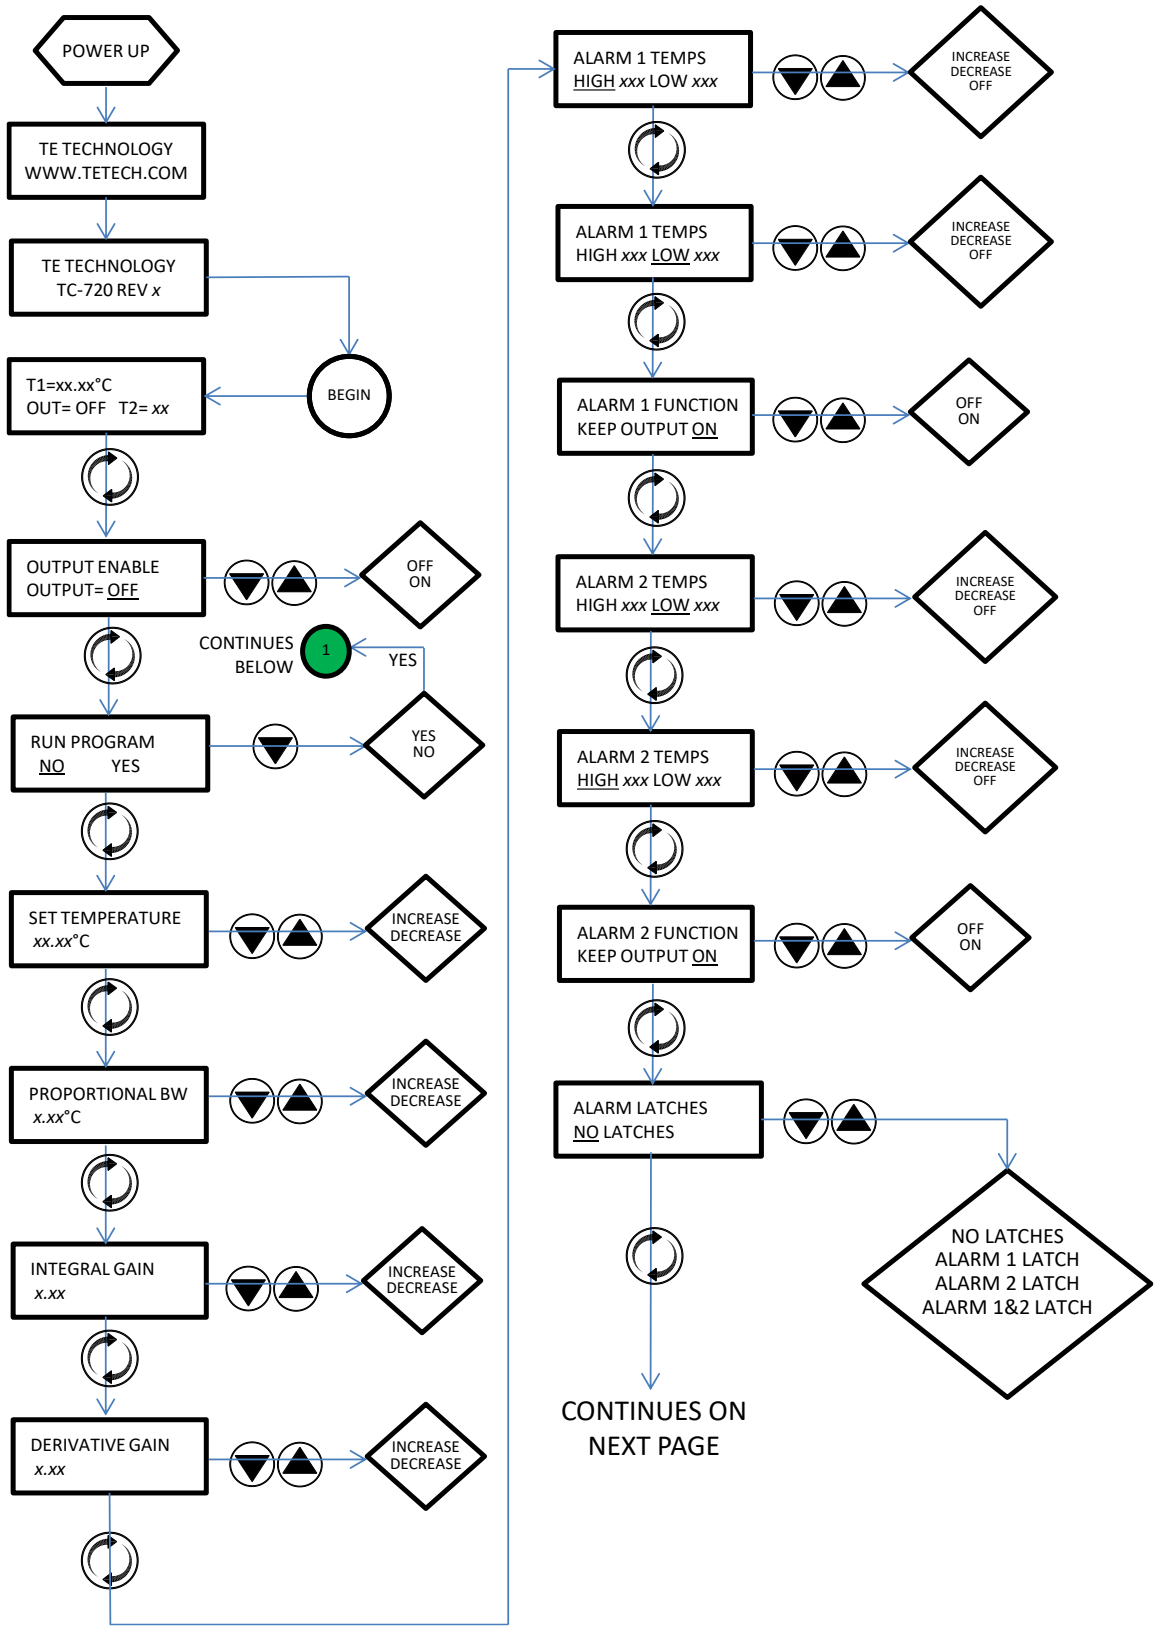 POWER UP
TE TECHNOLOGY
WWW.TETECH.COM
TE TECHNOLOGY
TC-720 REV x
BEGIN
T1=xx.xx°C
OUT= OFF T2= xx
OUTPUT ENABLE
OUTPUT= OFF
OFF
ON
CONTINUES
BELOW
1
YES
RUN PROGRAM
NO YES
YES
NO
SET TEMPERATURE
xx.xx°C
INCREASE
DECREASE
PROPORTIONAL BW
x.xx°C
INCREASE
DECREASE
INTEGRAL GAIN
x.xx
INCREASE
DECREASE
DERIVATIVE GAIN
x.xx
INCREASE
DECREASE
ALARM 1 TEMPS
HIGH xxx LOW xxx
INCREASE
DECREASE
OFF
ALARM 1 TEMPS
HIGH xxx LOW xxx
INCREASE
DECREASE
OFF
ALARM 1 FUNCTION
KEEP OUTPUT ON
OFF
ON
ALARM 2 TEMPS
HIGH xxx LOW xxx
INCREASE
DECREASE
OFF
ALARM 2 TEMPS
HIGH xxx LOW xxx
INCREASE
DECREASE
OFF
ALARM 2 FUNCTION
KEEP OUTPUT ON
OFF
ON
ALARM LATCHES
NO LATCHES
NO LATCHES
ALARM 1 LATCH
ALARM 2 LATCH
ALARM 1&2 LATCH
CONTINUES ON
NEXT PAGE